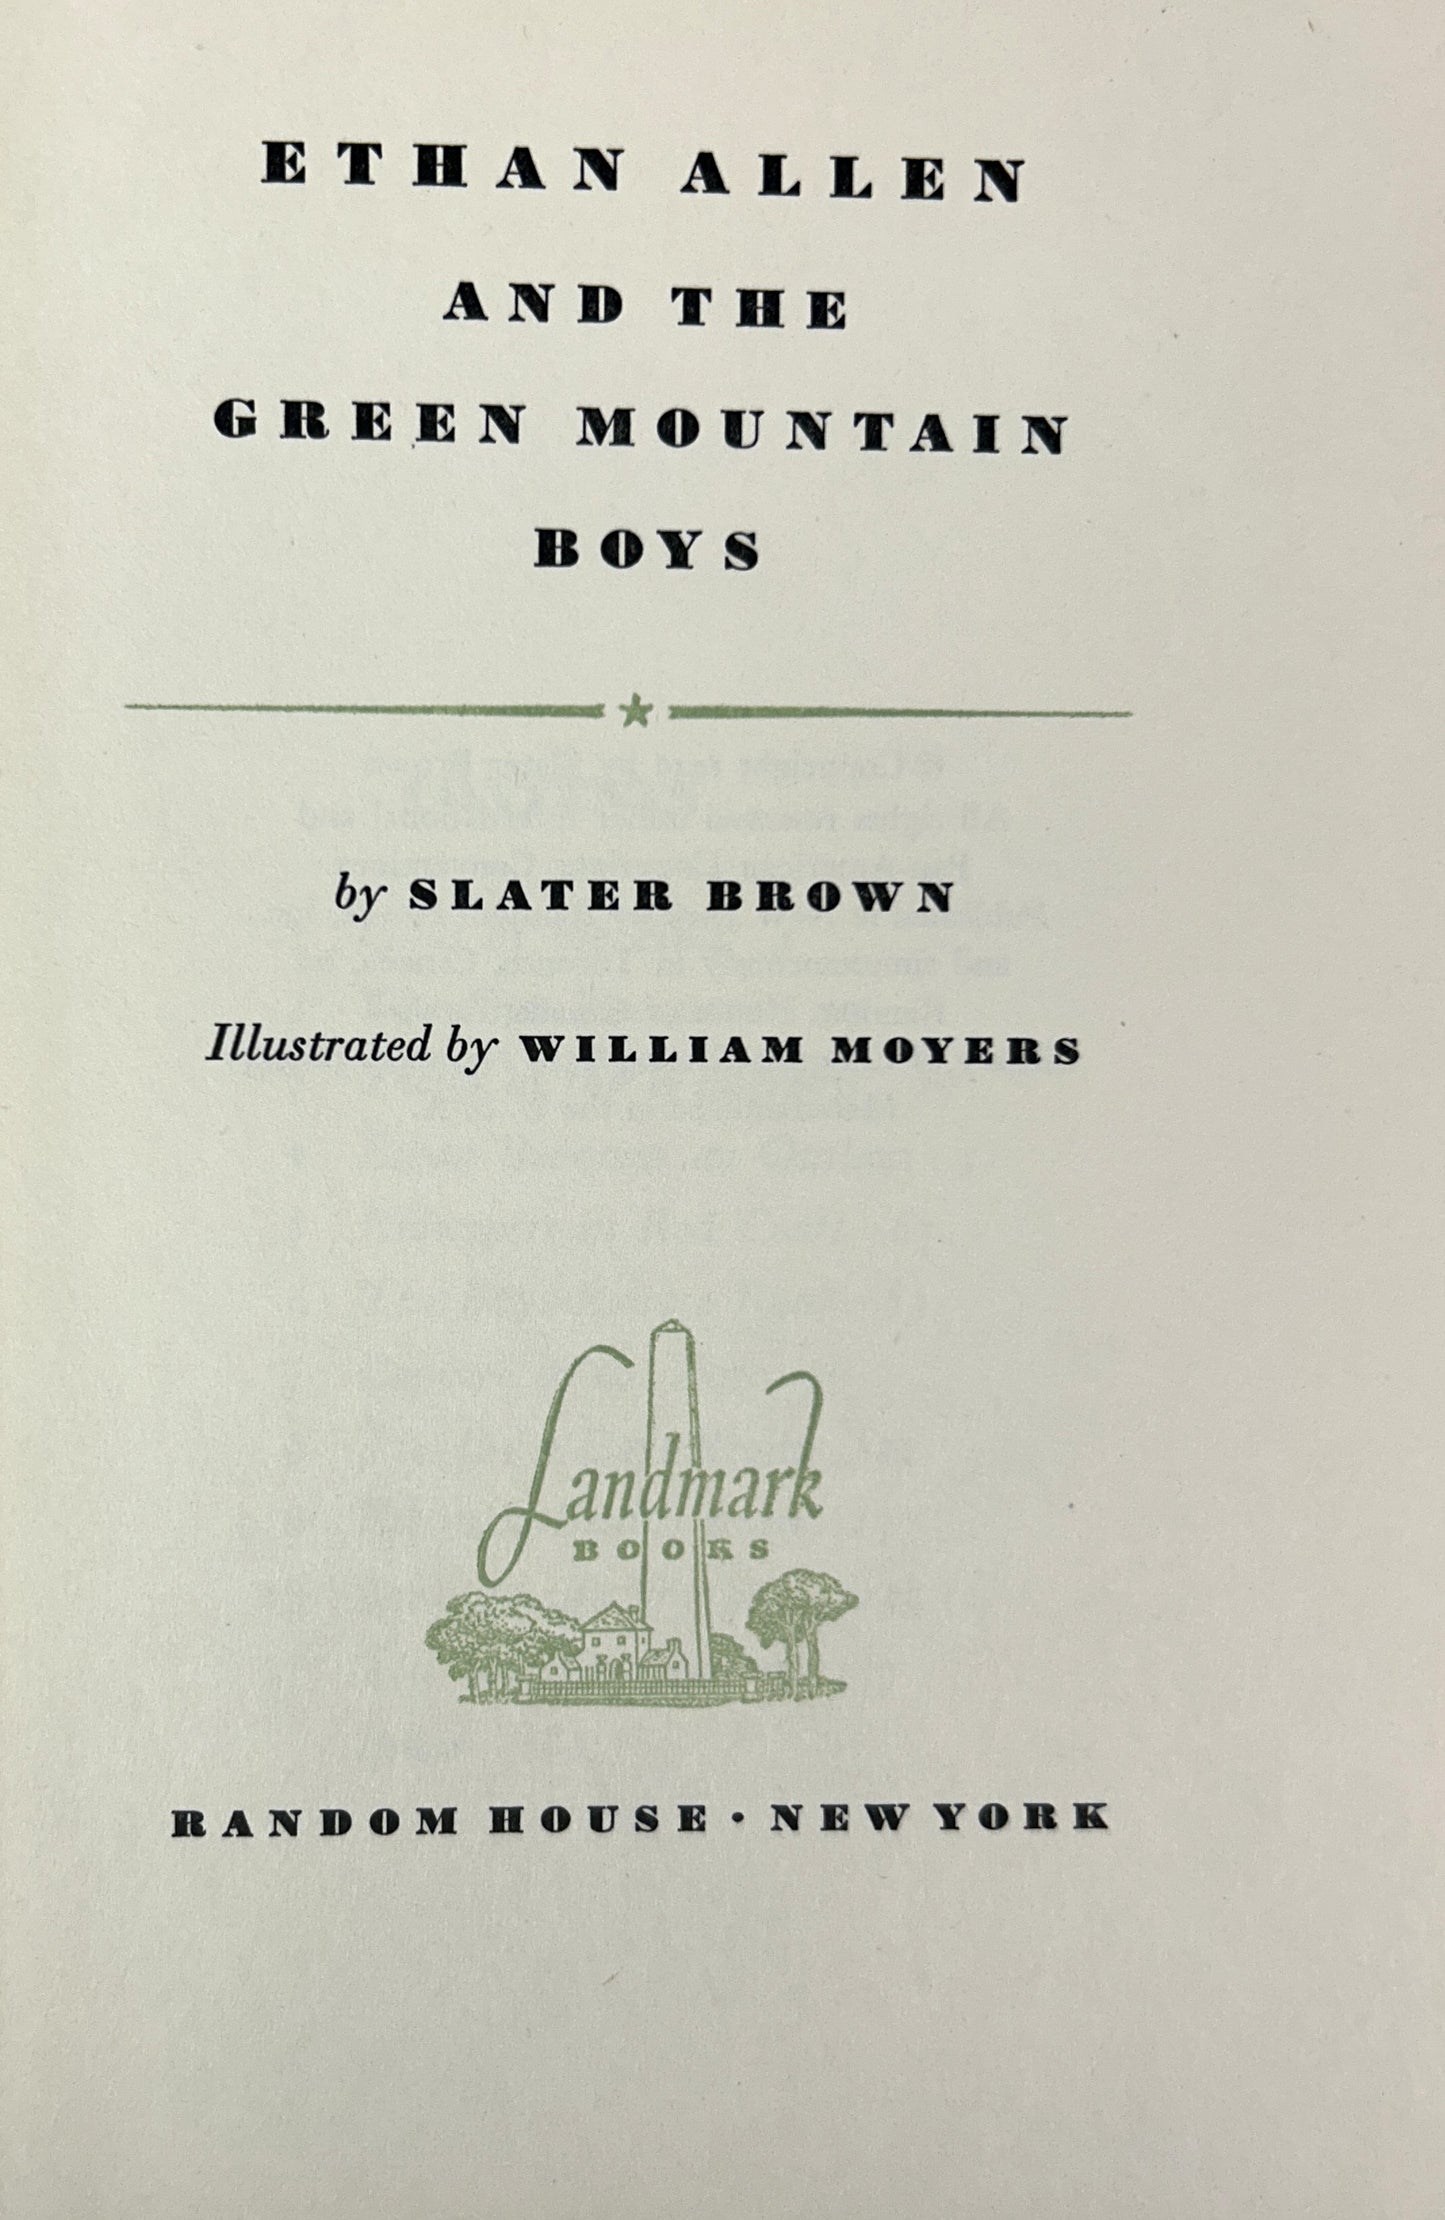 ETHAN ALLEN
AND THE
GREEN MOUNTAIN
BOYS
by SLATER BROWN
Illustrated by WILLIAM MOYERS
Landmark
BOOKS
RANDOM HOUSE · NEW YORK